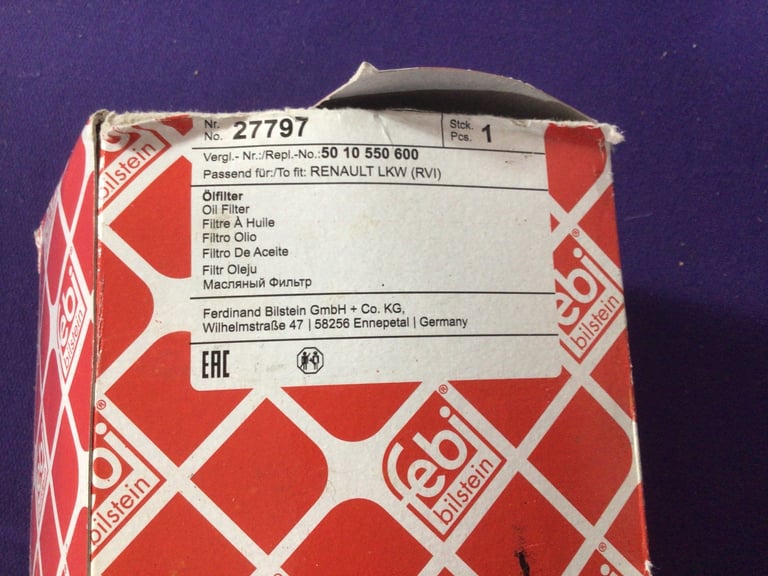 Nr.
No. 27797
Stck.
Pcs. 1
Vergl.- Nr.:/Repl.-No.:50 10 550 600
Passend für:/To fit: RENAULT LKW (RVI)
Ölfilter
Oil Filter
Filtre À Huile
Filtro Olio
Filtro De Aceite
Filtr Oleju
Масляный Фильтр
Ferdinand Bilstein GmbH + Co. KG,
Wilhelmstraße 47 | 58256 Ennepetal | Germany
EAC
bilstein
febi
bilstein
febi®
bilstein
febi®
bilstein
febi®
bilstein